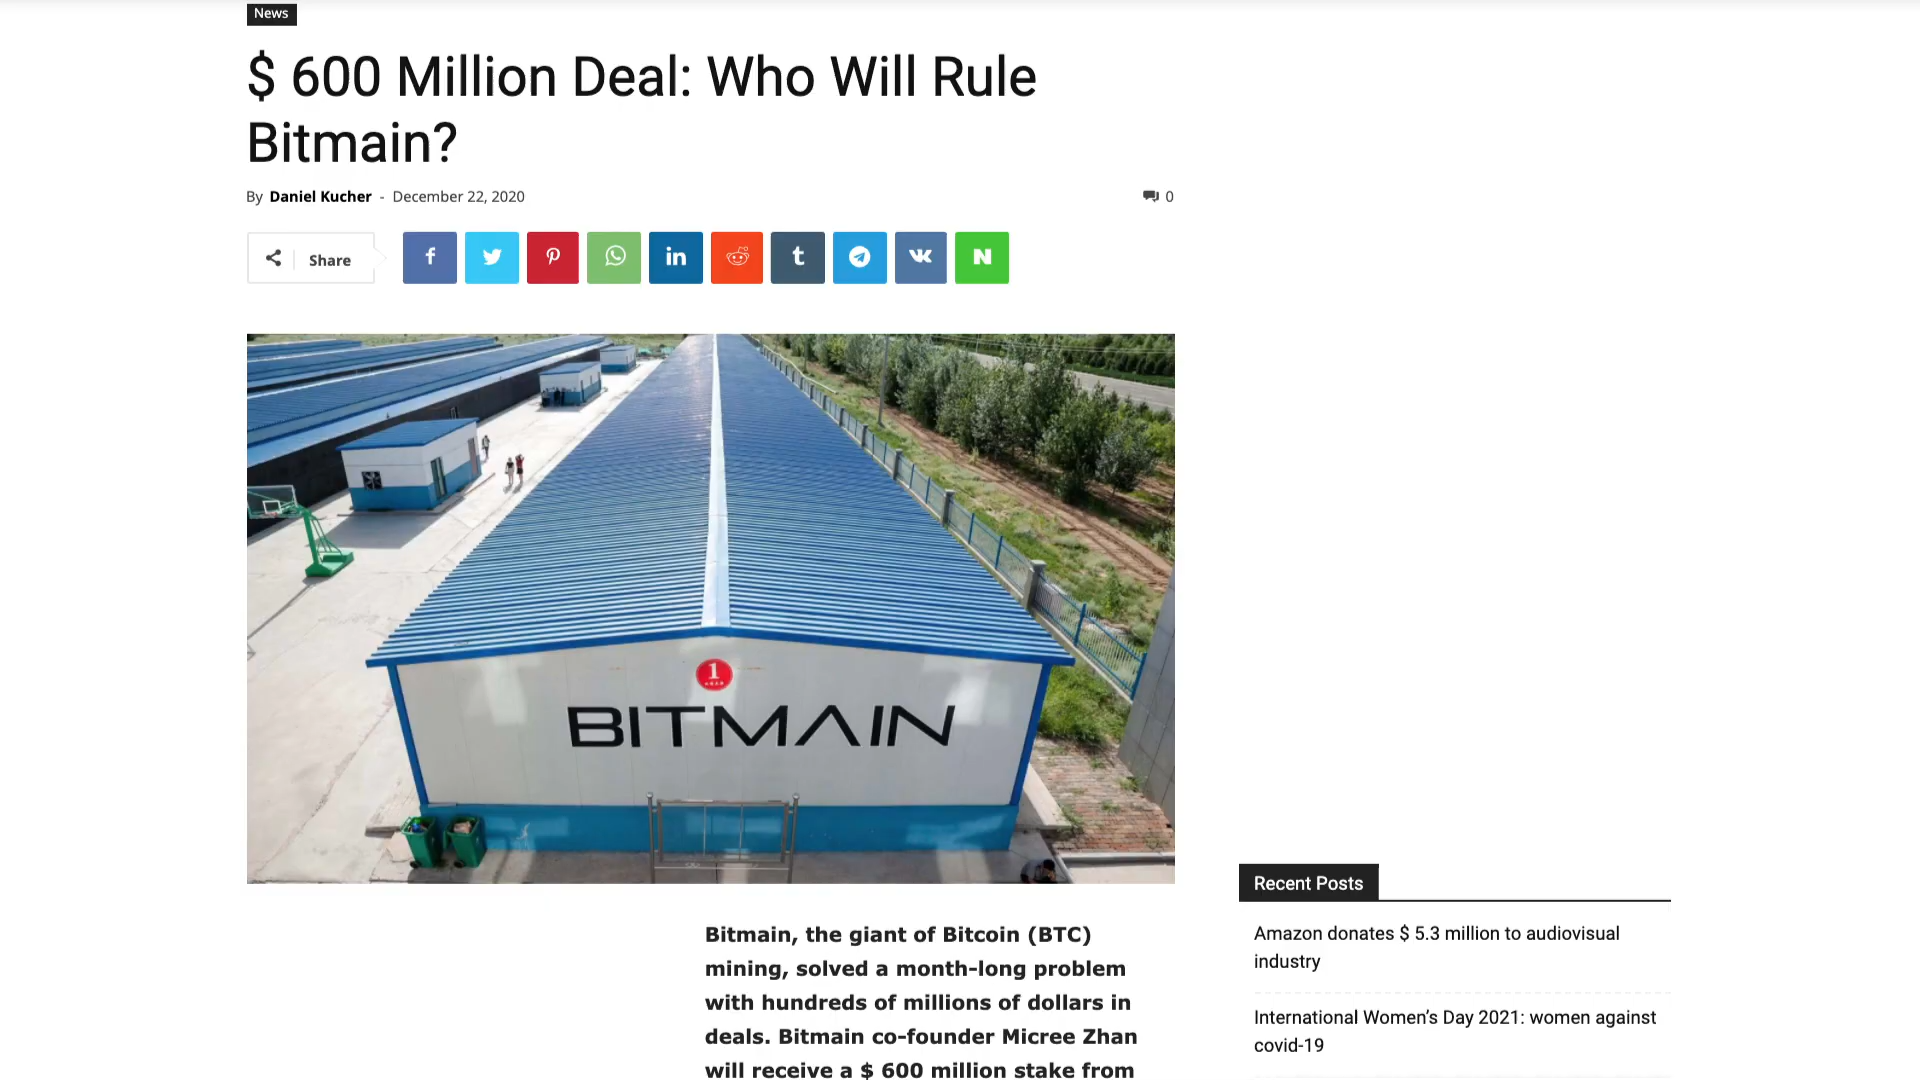 News
$ 600 Million Deal: Who Will Rule
Bitmain?
By Daniel Kucher - December 22, 2020
0
Share
1
BITMAIN
Bitmain, the giant of Bitcoin (BTC)
mining, solved a month-long problem
with hundreds of millions of dollars in
deals. Bitmain co-founder Micree Zhan
will receive a $ 600 million stake from
Recent Posts
Amazon donates $ 5.3 million to audiovisual
industry
International Women’s Day 2021: women against
covid-19